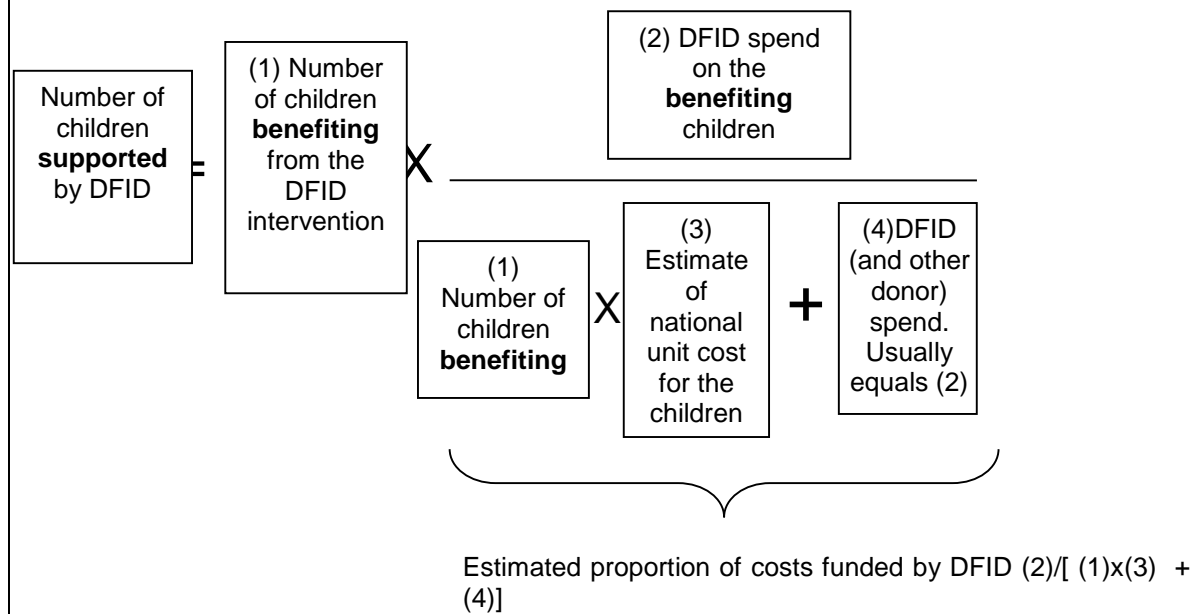 Number of
children
supported
by DFID
=
(1) Number
of children
benefiting
from the
DFID
intervention
X
(2) DFID spend
on the
benefiting
children
(1)
Number of
children
benefiting
X
(3)
Estimate
of
national
unit cost
for the
children
+
(4)DFID
(and other
donor)
spend.
Usually
equals (2)
Estimated proportion of costs funded by DFID (2)/[ (1)x(3) +
(4)]